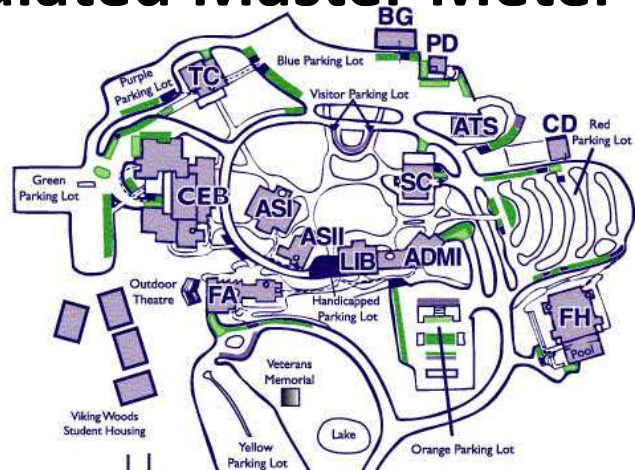 Master Meter
BG
PD
Blue Parking Lot
TC
Purple
Parking Lot
Visitor Parking Lot
ATS
CD
Red
Parking Lot
Green
Parking Lot
CEB
SC
ASI
ASII
LIB
ADMI
Outdoor
Theatre
FA
Handicapped
Parking Lot
FH
Pool
Veterans
Memorial
Viking Woods
Student Housing
Lake
Yellow
Parking Lot
Orange Parking Lot